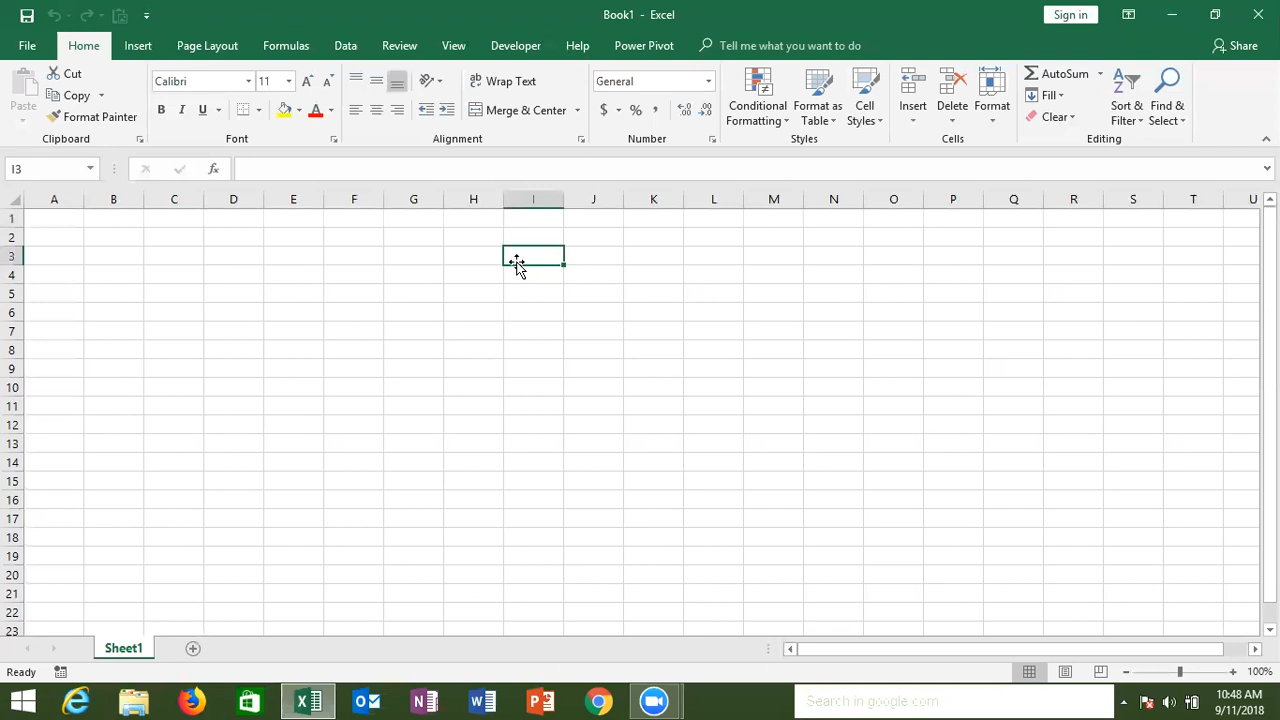 Book1 - Excel
Sign in
File Home Insert Page Layout Formulas Data Review View Developer Help Power Pivot Tell me what you want to do Share
Paste
Cut
Copy
Format Painter
Clipboard
Calibri 11
B I U
A
Font
Wrap Text
Merge & Center
Alignment
General
$ % ,
Number
Conditional Formatting
Format as Table
Cell Styles
Styles
Insert Delete Format
Cells
AutoSum
Fill
Clear
Sort & Filter
Find & Select
Editing
I3 fx
A B C D E F G H I J K L M N O P Q R S T U
1
2
3
4
5
6
7
8
9
10
11
12
13
14
15
16
17
18
19
20
21
22
23
Sheet1
Ready 100%
Search in google.com
10:48 AM
9/11/2018